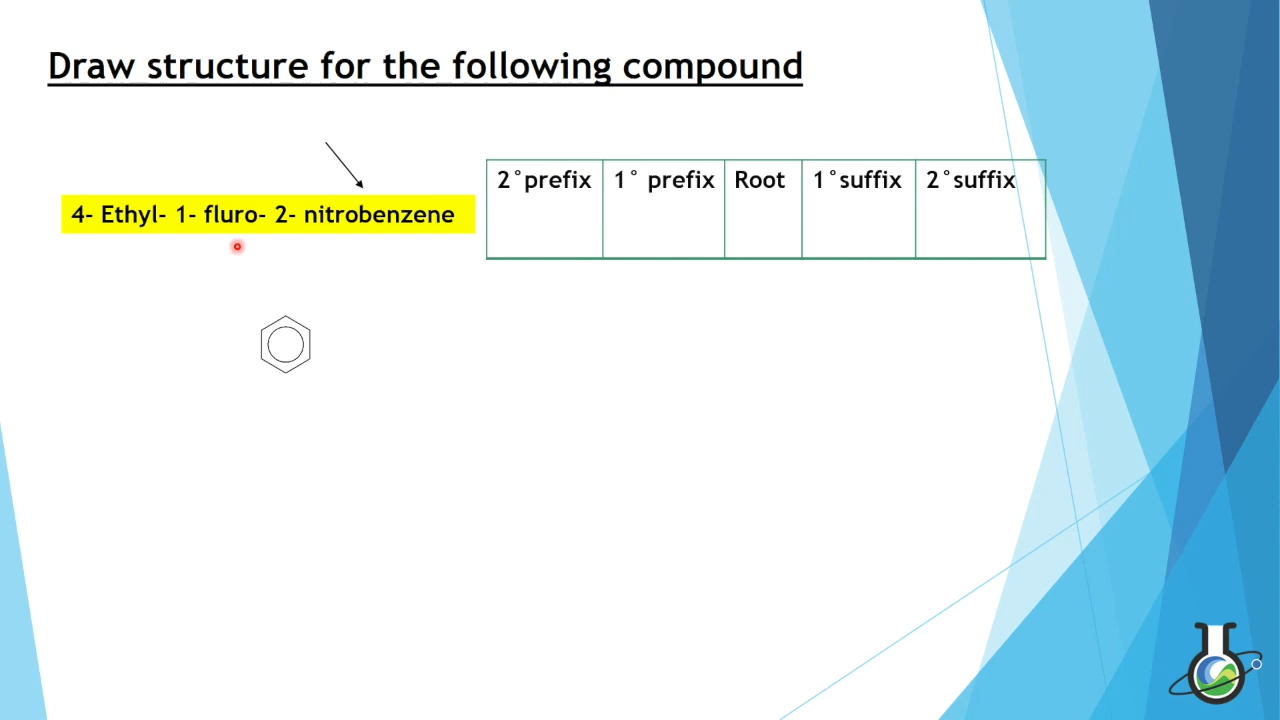 Draw structure for the following compound
4- Ethyl- 1- fluro- 2- nitrobenzene
2°prefix 1° prefix Root 1°suffix 2°suffix